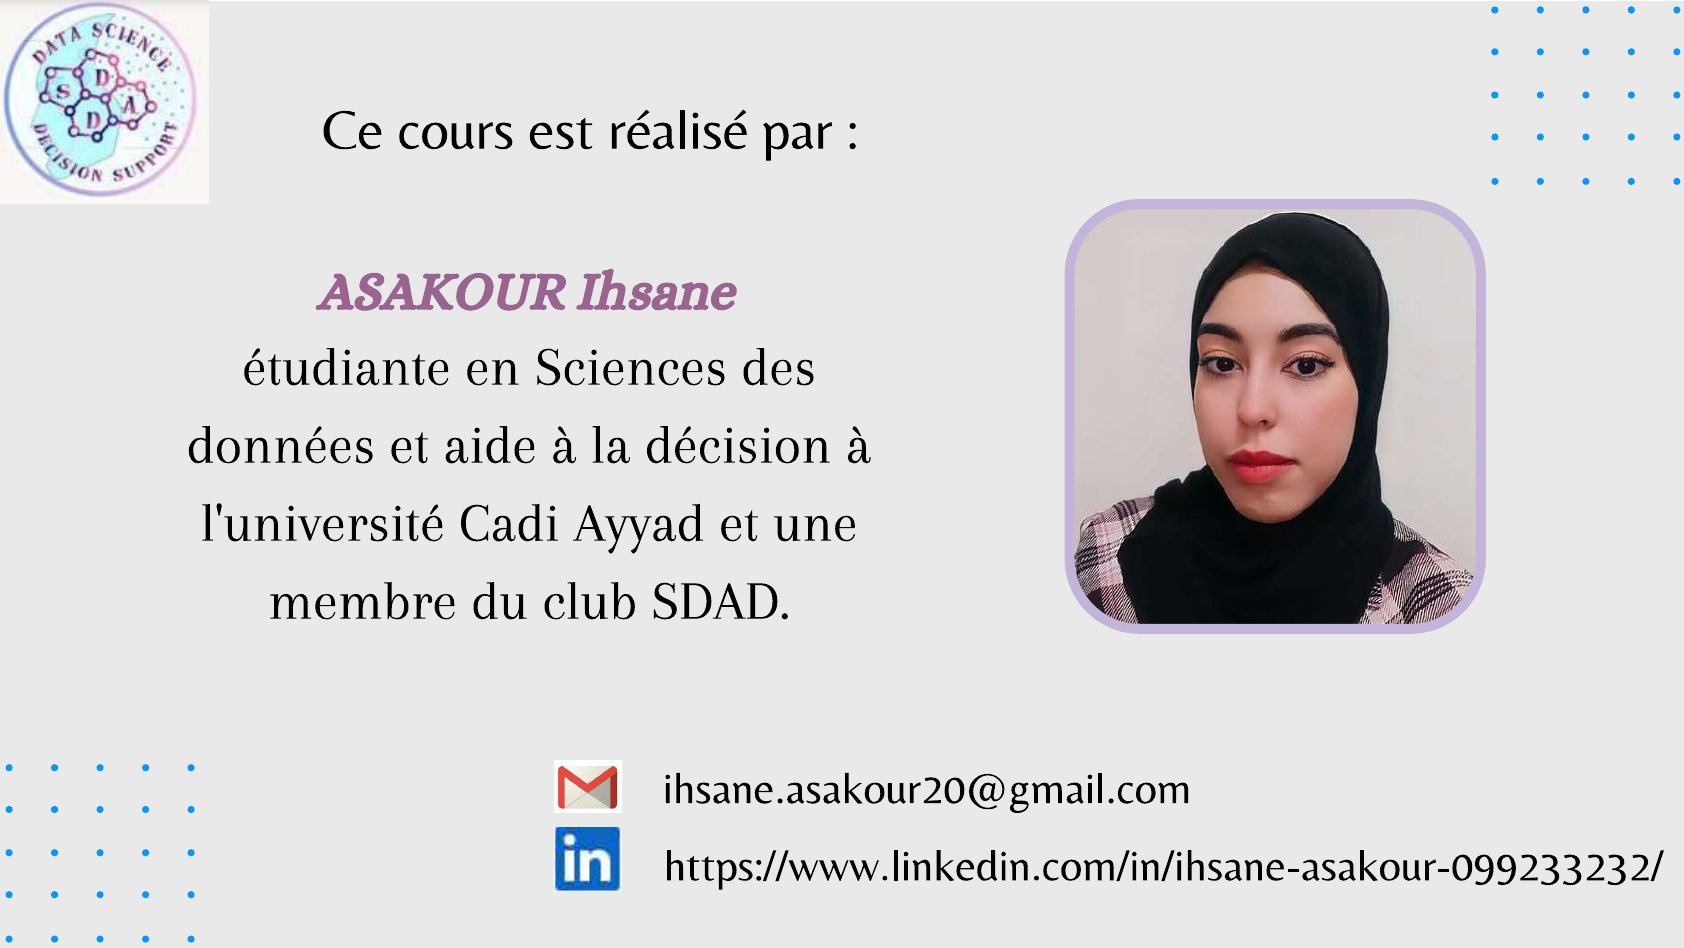 DATA SCIENCE
S D
D A
DECISION SUPPORT
Ce cours est réalisé par :
ASAKOUR Ihsane
étudiante en Sciences des
données et aide à la décision à
l'université Cadi Ayyad et une
membre du club SDAD.
ihsane.asakour20@gmail.com
in
https://www.linkedin.com/in/ihsane-asakour-099233232/